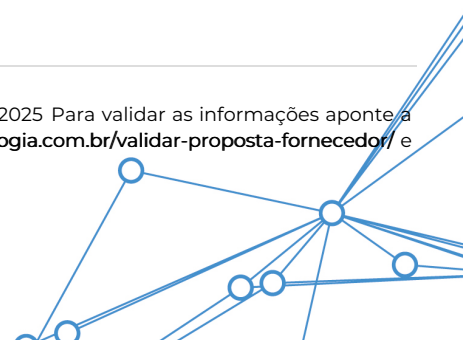 2025 Para validar as informações aponte a
ogia.com.br/validar-proposta-fornecedor/ e